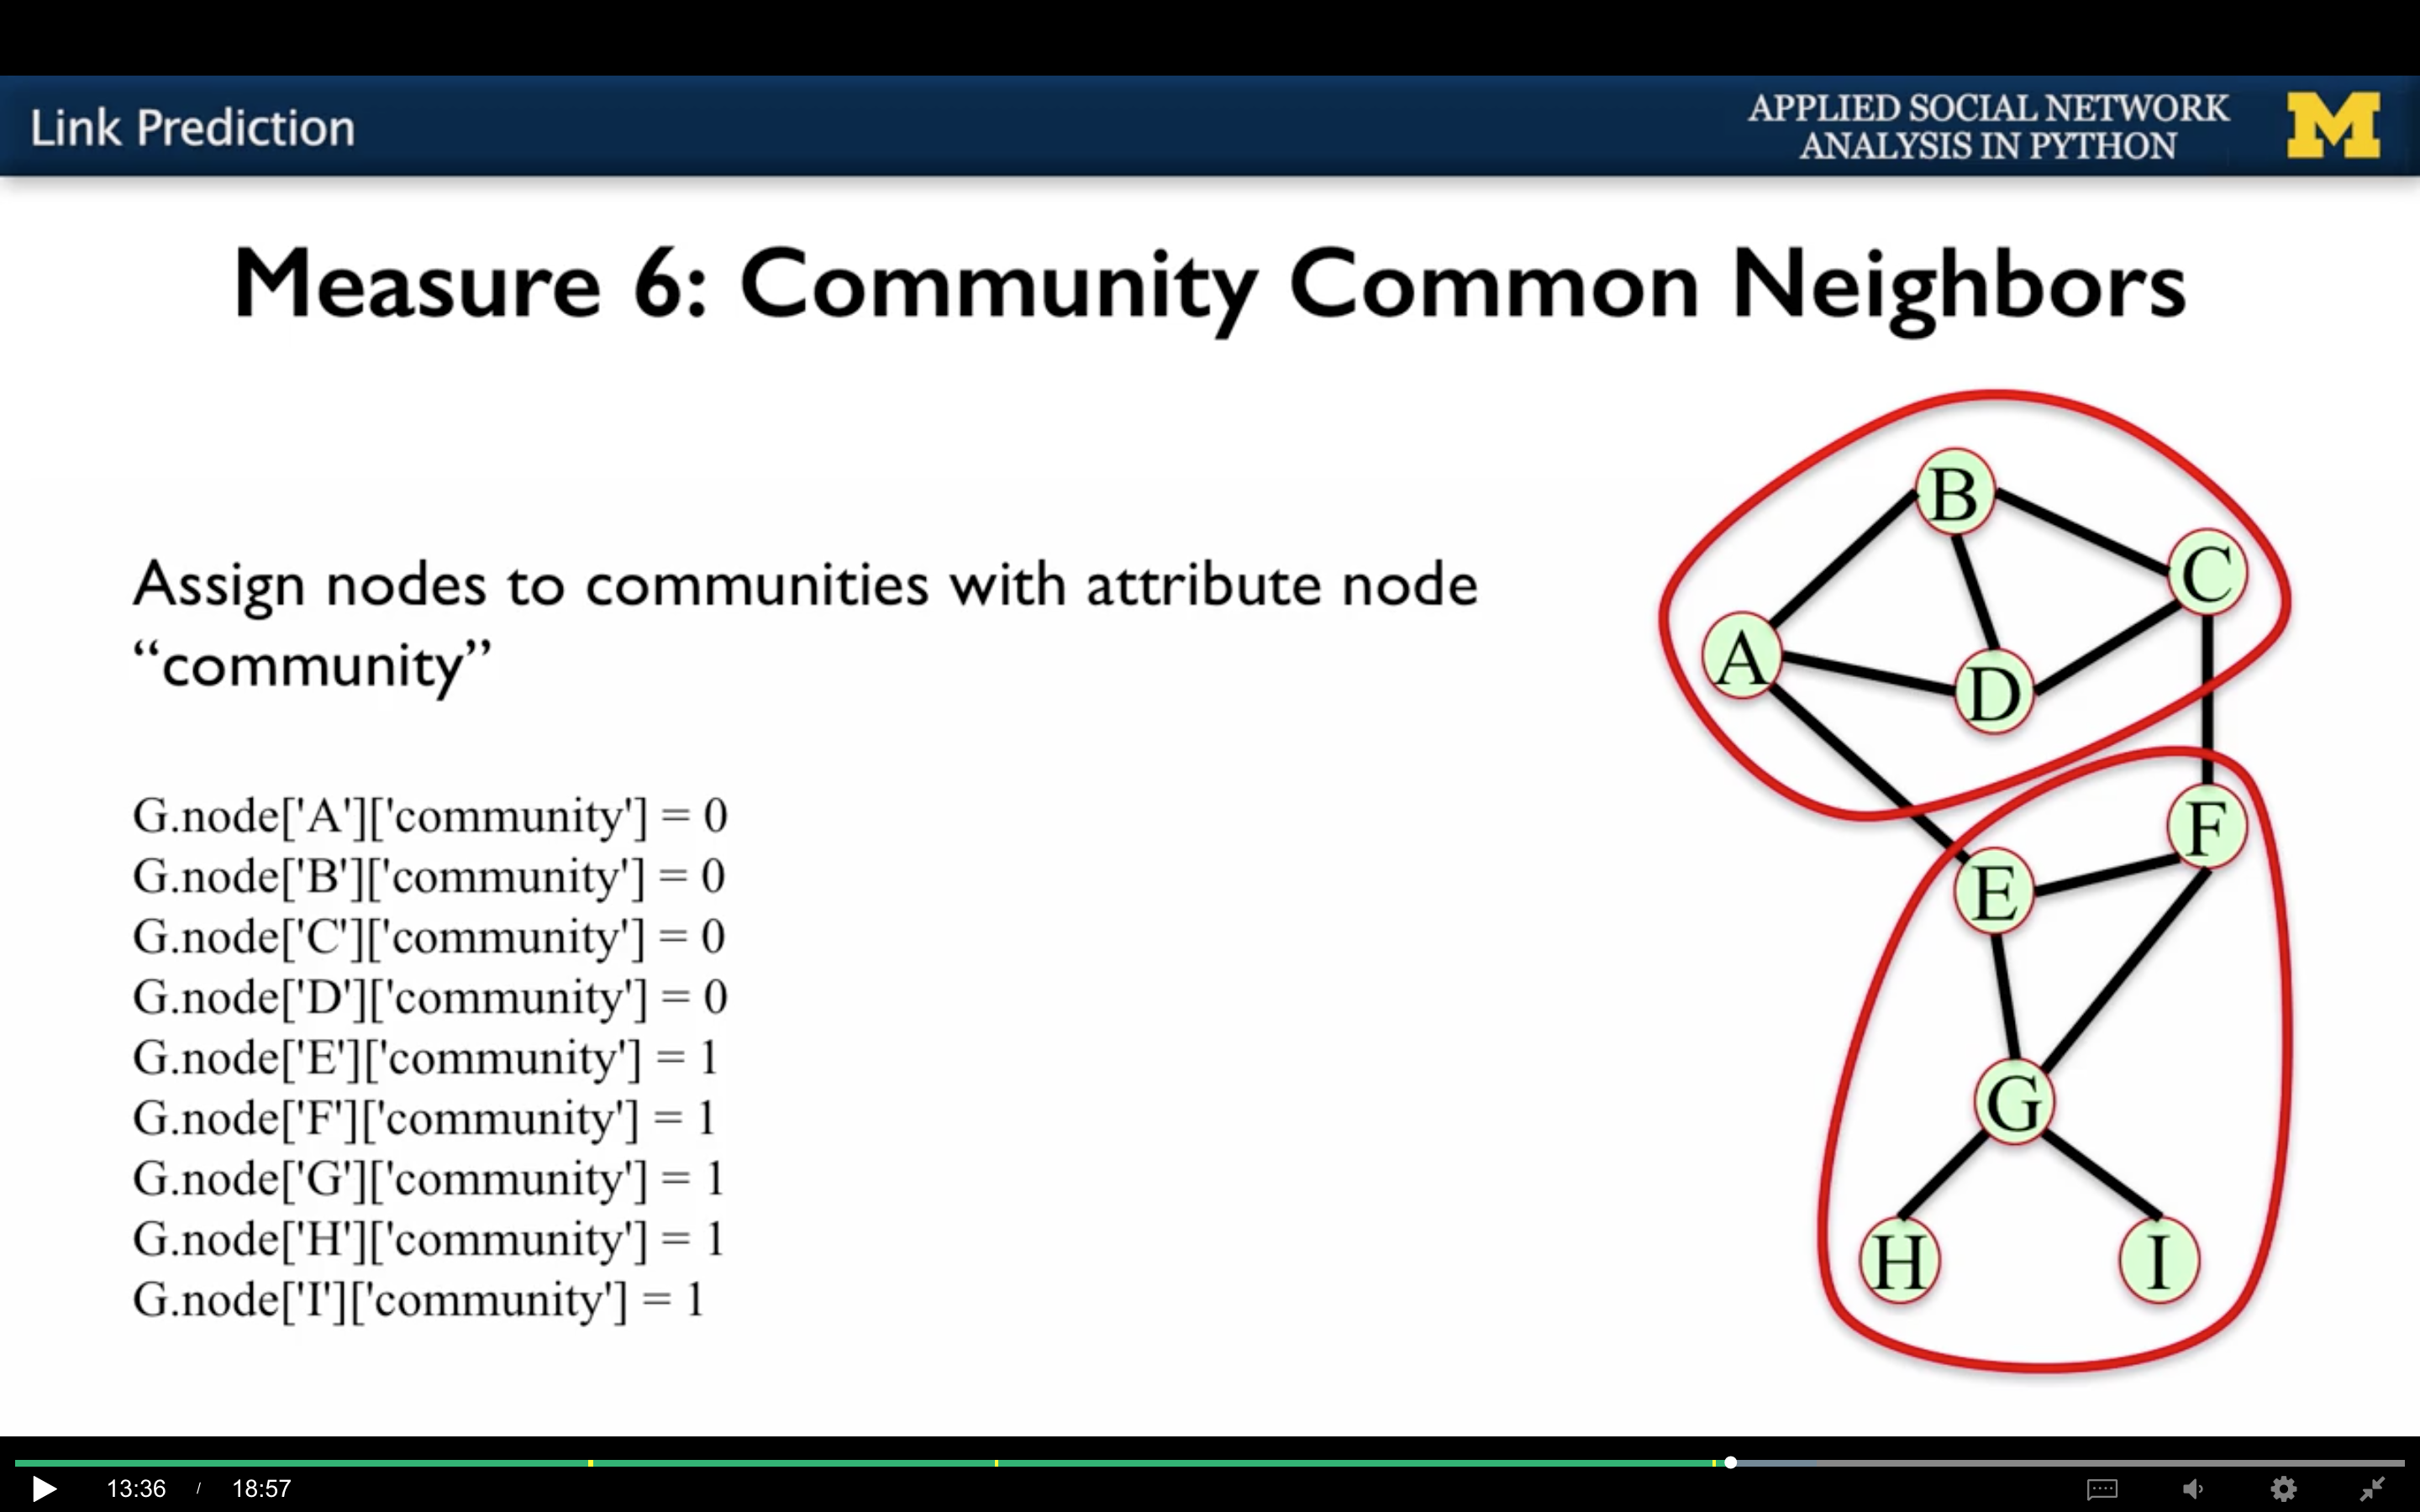 Link Prediction
APPLIED SOCIAL NETWORK
ANALYSIS IN PYTHON
M
Measure 6: Community Common Neighbors
Assign nodes to communities with attribute node
“community”
G.node['A']['community'] = 0
G.node['B']['community'] = 0
G.node['C']['community'] = 0
G.node['D']['community'] = 0
G.node['E']['community'] = 1
G.node['F']['community'] = 1
G.node['G']['community'] = 1
G.node['H']['community'] = 1
G.node['I']['community'] = 1
B
C
A
D
F
E
G
H
I
13:36 / 18:57